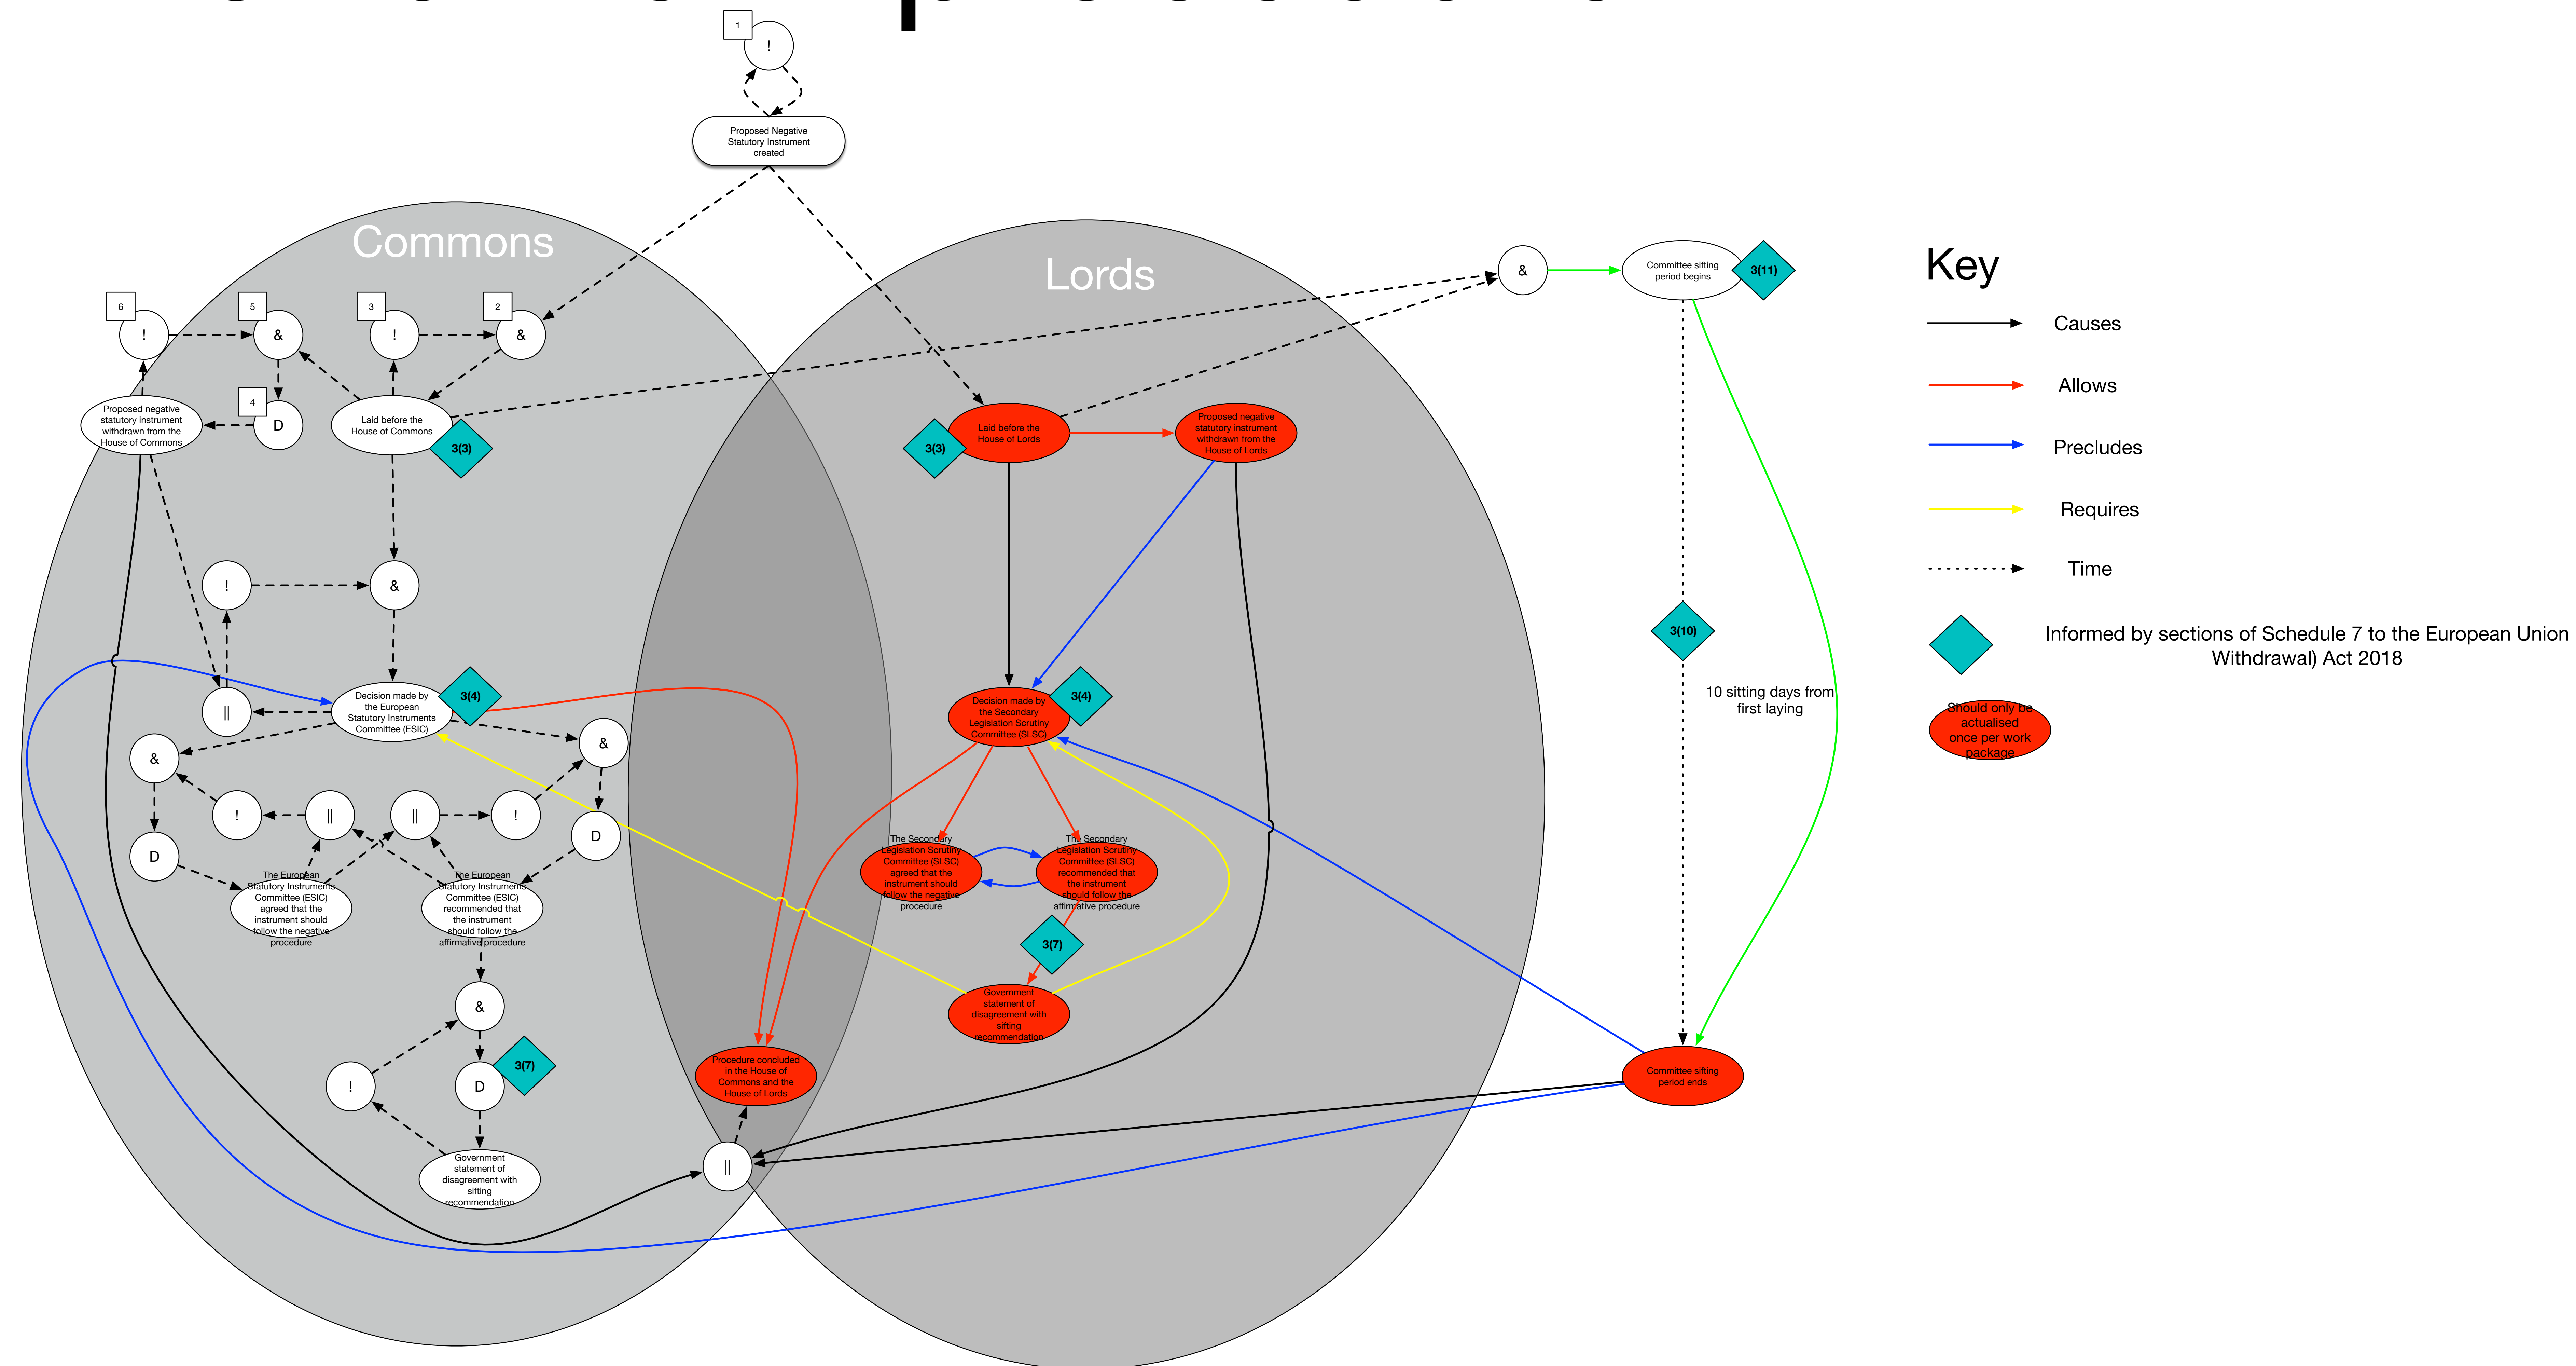 1
!
Proposed Negative
Statutory Instrument
created
Commons
Lords
&
Committee sifting
period begins
3(11)
Key
Causes
Allows
Precludes
Requires
Time
Informed by sections of Schedule 7 to the European Union
Withdrawal) Act 2018
Should only be
actualised
once per work
package
6
!
5
&
3
!
2
&
Proposed negative
statutory instrument
withdrawn from the
House of Commons
4
D
Laid before the
House of Commons
3(3)
3(3)
Laid before the
House of Lords
Proposed negative
statutory instrument
withdrawn from the
House of Lords
!
&
3(10)
10 sitting days from
first laying
||
Decision made by
the European
Statutory Instruments
Committee (ESIC)
3(4)
Decision made by
the Secondary
Legislation Scrutiny
Committee (SLSC)
3(4)
&
&
!
||
||
!
D
D
The European
Statutory Instruments
Committee (ESIC)
agreed that the
instrument should
follow the negative
procedure
The European
Statutory Instruments
Committee (ESIC)
recommended that
the instrument
should follow the
affirmative procedure
The Secondary
Legislation Scrutiny
Committee (SLSC)
agreed that the
instrument should
follow the negative
procedure
The Secondary
Legislation Scrutiny
Committee (SLSC)
recommended that
the instrument
should follow the
affirmative procedure
3(7)
Government
statement of
disagreement with
sifting
recommendation
&
!
D
3(7)
Government
statement of
disagreement with
sifting
recommendation
Procedure concluded
in the House of
Commons and the
House of Lords
||
Committee sifting
period ends